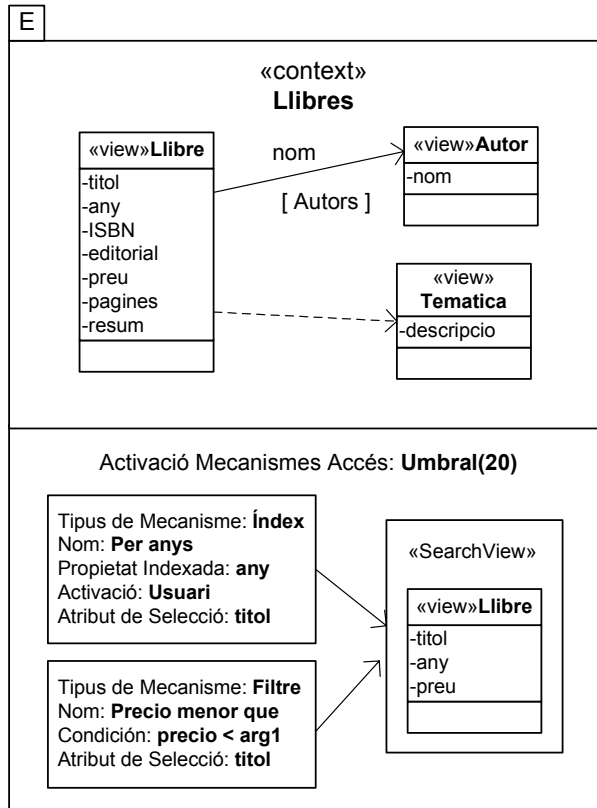 E
«context»
Llibres
«view»Llibre
-titol
-any
-ISBN
-editorial
-preu
-pagines
-resum
nom
[ Autors ]
«view»Autor
-nom
«view»
Tematica
-descripcio
Activació Mecanismes Accés: Umbral(20)
Tipus de Mecanisme: Índex
Nom: Per anys
Propietat Indexada: any
Activació: Usuari
Atribut de Selecció: titol
Tipus de Mecanisme: Filtre
Nom: Precio menor que
Condición: precio < arg1
Atribut de Selecció: titol
«SearchView»
«view»Llibre
-titol
-any
-preu